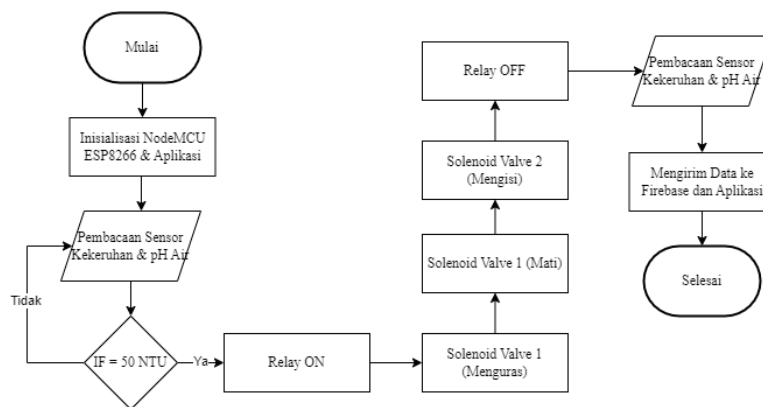 Mulai
Inisialisasi NodeMCU
ESP8266 & Aplikasi
Pembacaan Sensor
Kekeruhan & pH Air
Tidak
IF = 50 NTU
Ya
Relay ON
Solenoid Valve 1
(Menguras)
Solenoid Valve 1 (Mati)
Solenoid Valve 2
(Mengisi)
Relay OFF
Pembacaan Sensor
Kekeruhan & pH Air
Mengirim Data ke
Firebase dan Aplikasi
Selesai